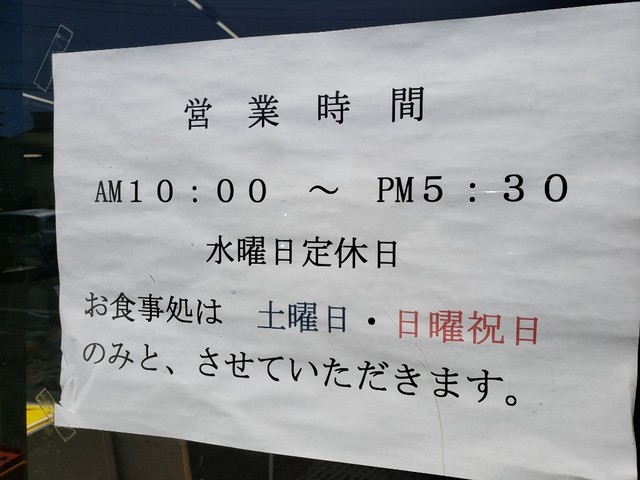 営業時間
AM10:00 ～ PM5:30
水曜日定休日
お食事処は 土曜日・日曜祝日
のみと、させていただきます。